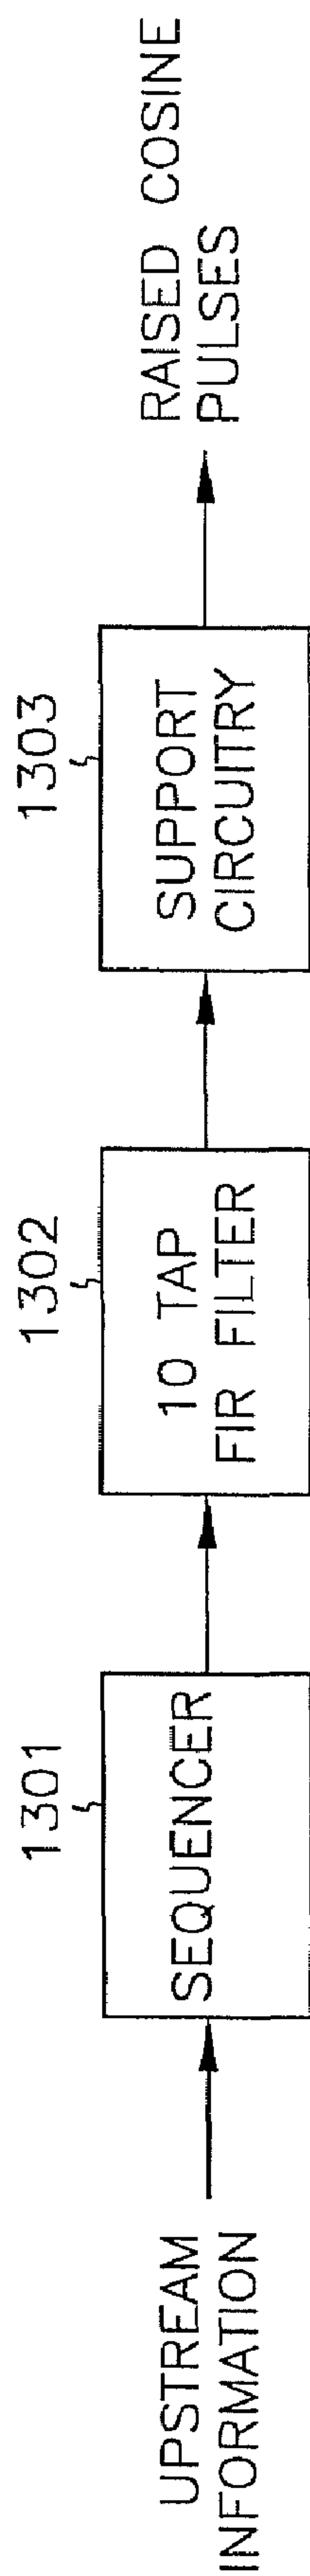 UPSTREAM
INFORMATION
1301
SEQUENCER
1302
10 TAP
FIR FILTER
1303
SUPPORT
CIRCUITRY
RAISED COSINE
PULSES